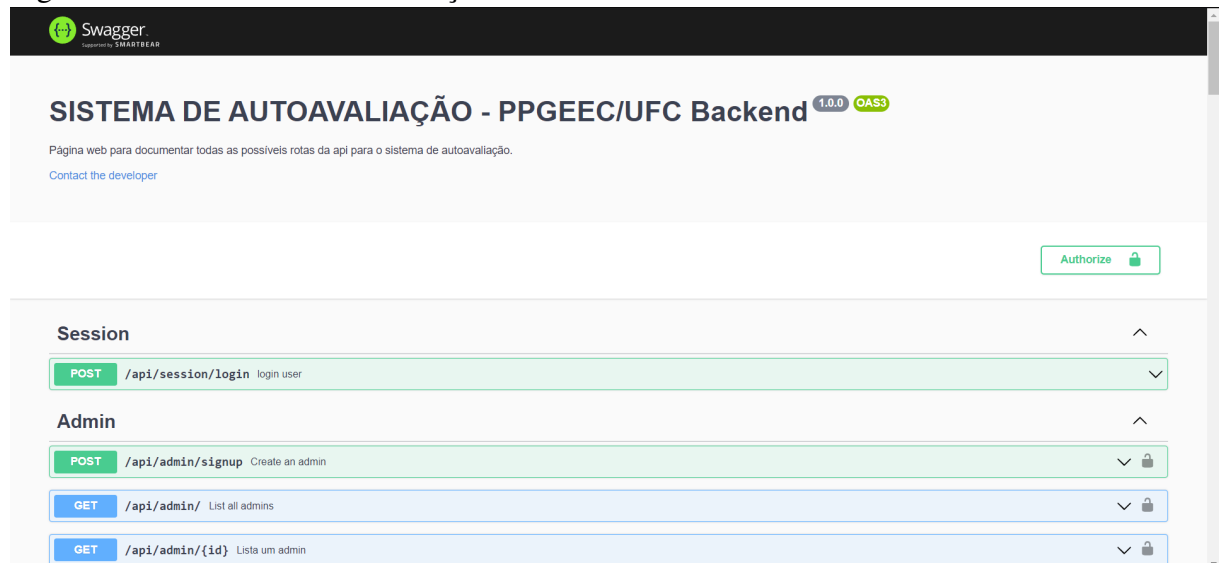 Swagger.
Supported by SMARTBEAR
SISTEMA DE AUTOAVALIAÇÃO - PPGEEC/UFC Backend 1.0.0 OAS3
Página web para documentar todas as possíveis rotas da api para o sistema de autoavaliação.
Contact the developer
Authorize
Session
POST /api/session/login login user
Admin
POST /api/admin/signup Create an admin
GET /api/admin/ List all admins
GET /api/admin/{id} Lista um admin